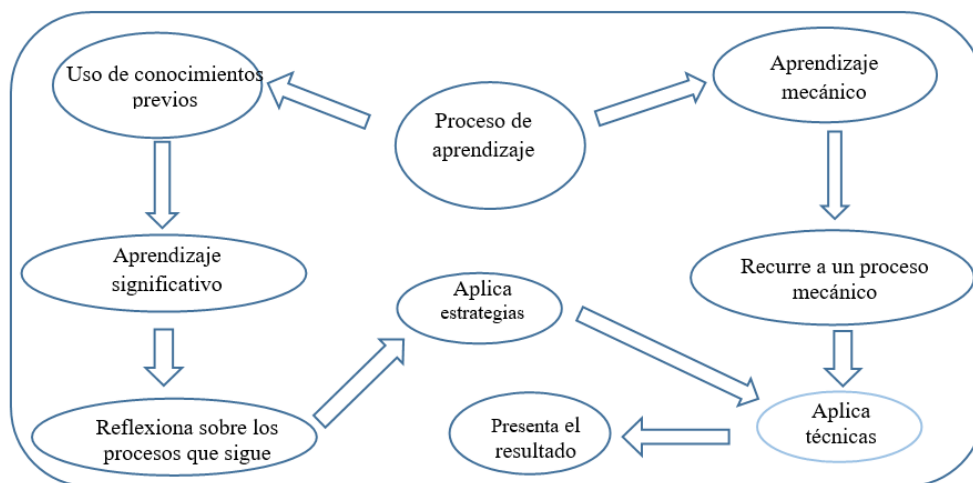 Uso de conocimientos
previos
Proceso de
aprendizaje
Aprendizaje
mecánico
Aprendizaje
significativo
Recurre a un proceso
mecánico
Aplica
estrategias
Reflexiona sobre los
procesos que sigue
Presenta el
resultado
Aplica
técnicas